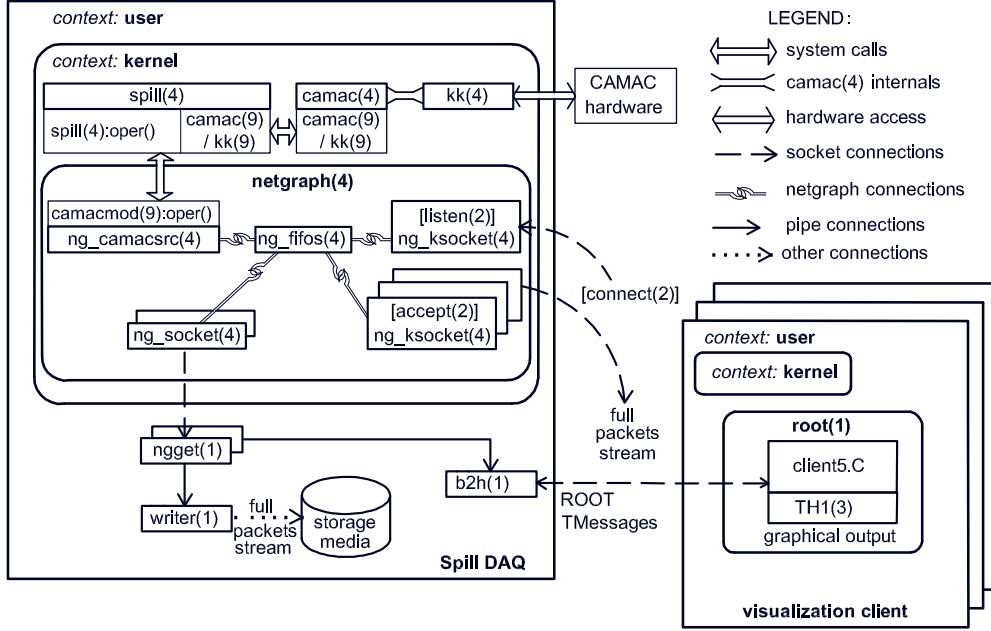 context: user
context: kernel
spill(4)
spill(4):oper()
camac(9)
/ kk(9)
camac(4)
camac(9)
/ kk(9)
kk(4)
CAMAC
hardware
netgraph(4)
camacmod(9):oper()
ng_camacsrc(4)
ng_fifos(4)
[listen(2)]
ng_ksocket(4)
[accept(2)]
ng_ksocket(4)
ng_socket(4)
[connect(2)]
full
packets
stream
ngget(1)
writer(1)
full
packets
stream
storage
media
b2h(1)
ROOT
TMessages
Spill DAQ
LEGEND:
system calls
camac(4) internals
hardware access
socket connections
netgraph connections
pipe connections
other connections
context: user
context: kernel
root(1)
client5.C
TH1(3)
graphical output
visualization client